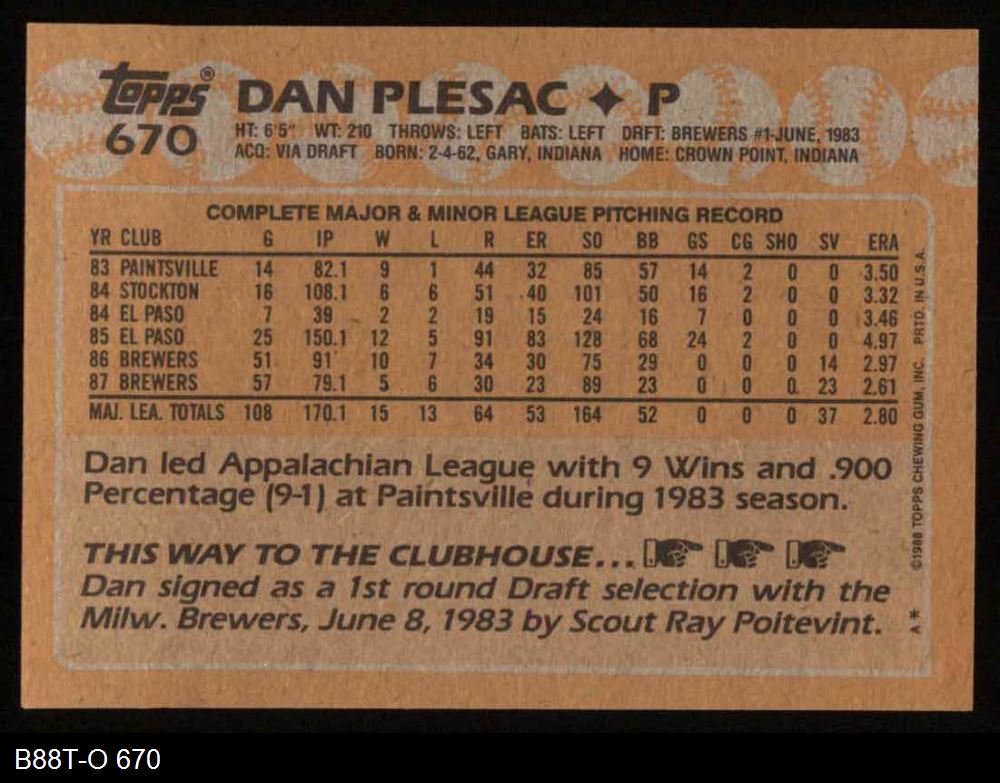 topps® DAN PLESAC ✦ P
670 HT: 6'5" WT: 210 THROWS: LEFT BATS: LEFT DRFT: BREWERS #1-JUNE, 1983
ACQ: VIA DRAFT BORN: 2-4-62, GARY, INDIANA HOME: CROWN POINT, INDIANA
COMPLETE MAJOR & MINOR LEAGUE PITCHING RECORD
YR CLUB G IP W L R ER SO BB GS CG SHO SV ERA
83 PAINTSVILLE 14 82.1 9 1 44 32 85 57 14 2 0 0 3.50
84 STOCKTON 16 108.1 6 6 51 40 101 50 16 2 0 0 3.32
84 EL PASO 7 39 2 2 19 15 24 16 7 0 0 0 3.46
85 EL PASO 25 150.1 12 5 91 83 128 68 24 2 0 0 4.97
86 BREWERS 51 91 10 7 34 30 75 29 0 0 0 14 2.97
87 BREWERS 57 79.1 5 6 30 23 89 23 0 0 0 23 2.61
MAJ. LEA. TOTALS 108 170.1 15 13 64 53 164 52 0 0 0 37 2.80
Dan led Appalachian League with 9 Wins and .900
Percentage (9-1) at Paintsville during 1983 season.
THIS WAY TO THE CLUBHOUSE...
Dan signed as a 1st round Draft selection with the
Milw. Brewers, June 8, 1983 by Scout Ray Poitevint.
A** ©1988 TOPPS CHEWING GUM, INC. PRTD. IN U.S.A.
B88T-O 670